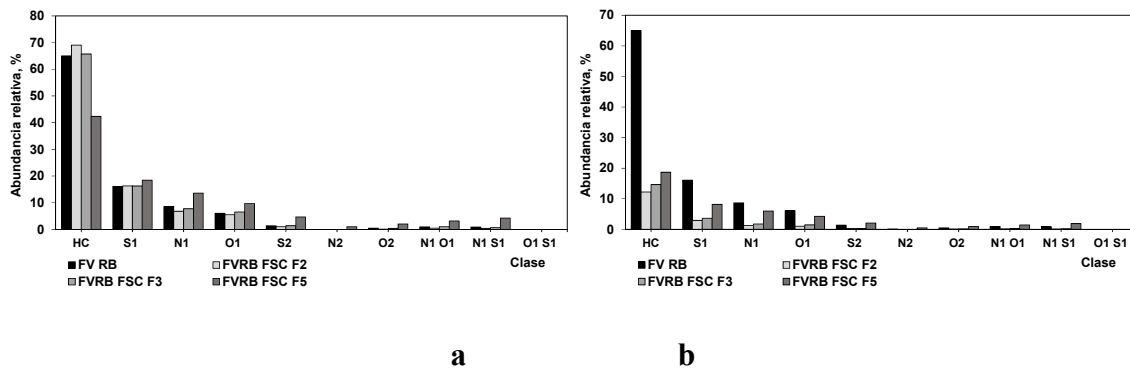 Abundancia relativa, %
80
70
60
50
40
30
20
10
0
HC S1 N1 O1 S2 N2 O2 N1 O1 N1 S1 O1 S1
Clase
FV RB FVRB FSC F2
FVRB FSC F3 FVRB FSC F5
a
Abundancia relativa, %
70
60
50
40
30
20
10
0
HC S1 N1 O1 S2 N2 O2 N1 O1 N1 S1 O1 S1
Clase
FV RB FVRB FSC F2
FVRB FSC F3 FVRB FSC F5
b